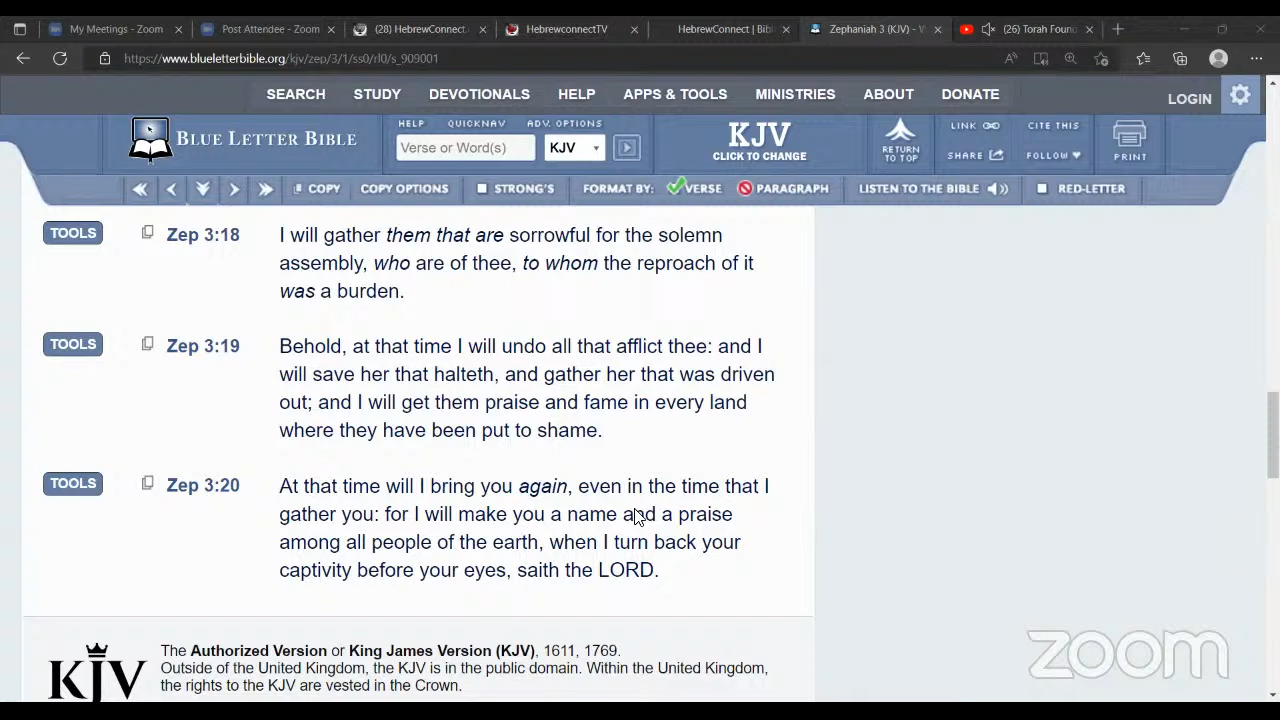 My Meetings - Zoom
Post Attendee - Zoom
(28) HebrewConnect
HebrewconnectTV
HebrewConnect | Bibl
Zephaniah 3 (KJV) - W
(26) Torah Foun
https://www.blueletterbible.org/kjv/zep/3/1/ss0/rl0/s_909001
SEARCH STUDY DEVOTIONALS HELP APPS & TOOLS MINISTRIES ABOUT DONATE
LOGIN
BLUE LETTER BIBLE
HELP QUICKNAV ADV. OPTIONS
Verse or Word(s) KJV
KJV
CLICK TO CHANGE
RETURN
TO TOP
LINK CITE THIS
SHARE FOLLOW
PRINT
COPY COPY OPTIONS STRONG'S FORMAT BY: VERSE PARAGRAPH LISTEN TO THE BIBLE RED-LETTER
TOOLS Zep 3:18 I will gather them that are sorrowful for the solemn
assembly, who are of thee, to whom the reproach of it
was a burden.
TOOLS Zep 3:19 Behold, at that time I will undo all that afflict thee: and I
will save her that halteth, and gather her that was driven
out; and I will get them praise and fame in every land
where they have been put to shame.
TOOLS Zep 3:20 At that time will I bring you again, even in the time that I
gather you: for I will make you a name and a praise
among all people of the earth, when I turn back your
captivity before your eyes, saith the LORD.
KJV
The Authorized Version or King James Version (KJV), 1611, 1769.
Outside of the United Kingdom, the KJV is in the public domain. Within the United Kingdom,
the rights to the KJV are vested in the Crown.
zoom